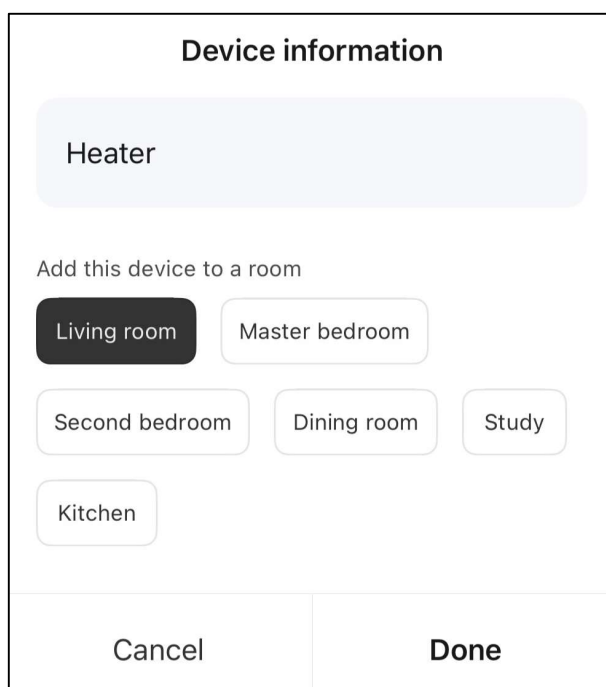 Device information
Heater
Add this device to a room
Living room Master bedroom
Second bedroom Dining room Study
Kitchen
Cancel Done